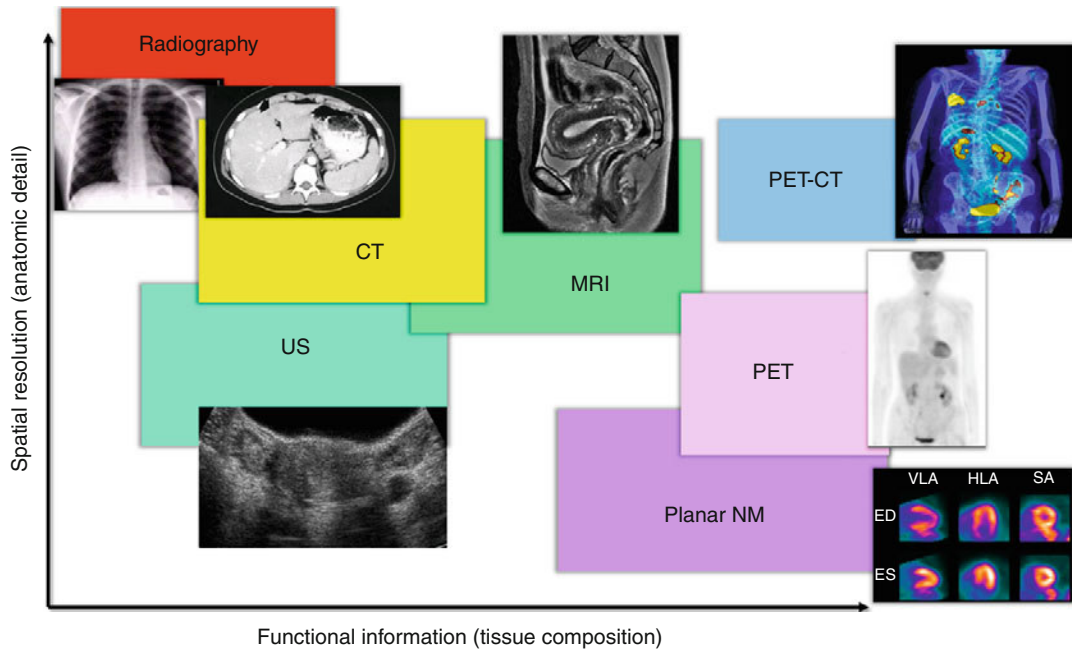 Radiography
PET-CT
CT
MRI
US
PET
Planar NM
VLA HLA SA
ED
ES
Spatial resolution (anatomic detail)
Functional information (tissue composition)